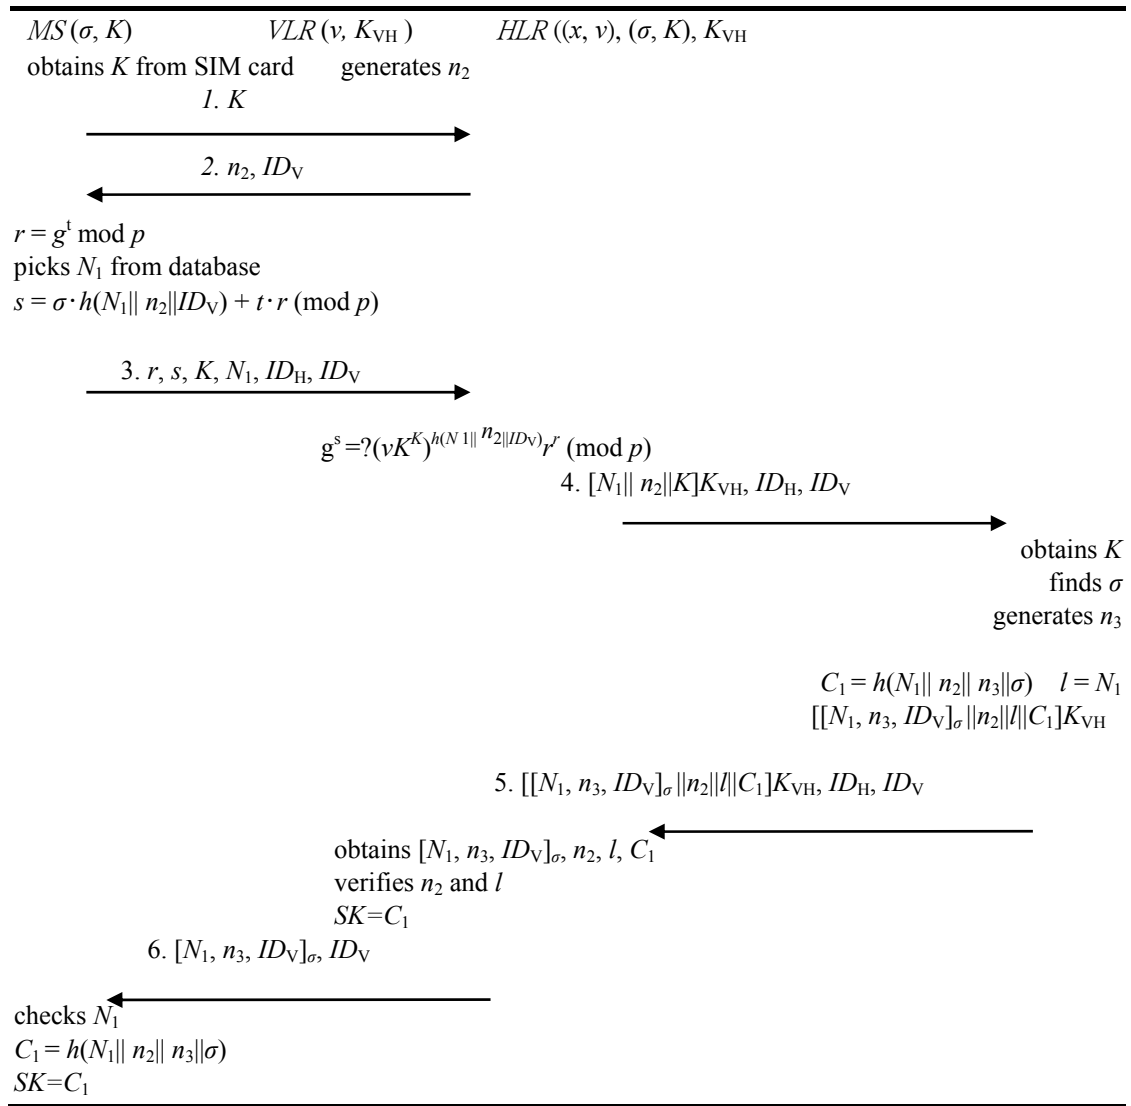 MS (σ, K) VLR (v, K_VH ) HLR ((x, v), (σ, K), K_VH
obtains K from SIM card generates n_2
1. K
2. n_2, ID_V
r = g^t mod p
picks N_1 from database
s = σ· h(N_1|| n_2||ID_V) + t· r (mod p)
3. r, s, K, N_1, ID_H, ID_V
g^s =?(vK^K)^{h(N 1|| n_2||ID_V)} r^r (mod p)
4. [N_1|| n_2||K]K_VH, ID_H, ID_V
obtains K
finds σ
generates n_3
C_1 = h(N_1|| n_2|| n_3||σ) l = N_1
[[N_1, n_3, ID_V]_σ ||n_2||l||C_1]K_VH
5. [[N_1, n_3, ID_V]_σ ||n_2||l||C_1]K_VH, ID_H, ID_V
obtains [N_1, n_3, ID_V]_σ, n_2, l, C_1
verifies n_2 and l
SK=C_1
6. [N_1, n_3, ID_V]_σ, ID_V
checks N_1
C_1 = h(N_1|| n_2|| n_3||σ)
SK=C_1